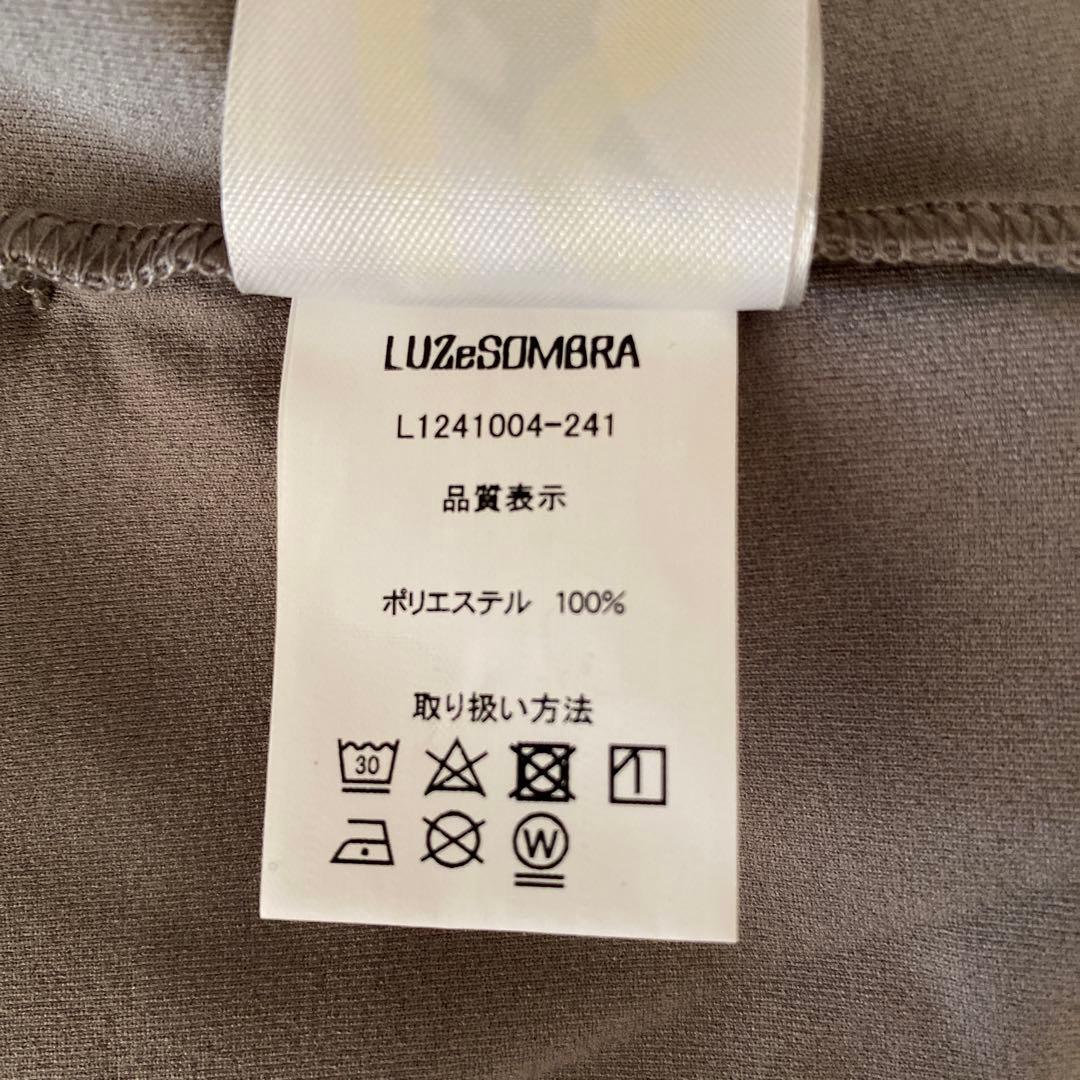 LUZeSOMBRA
L1241004-241
品質表示
ポリエステル 100%
取り扱い方法
30
W